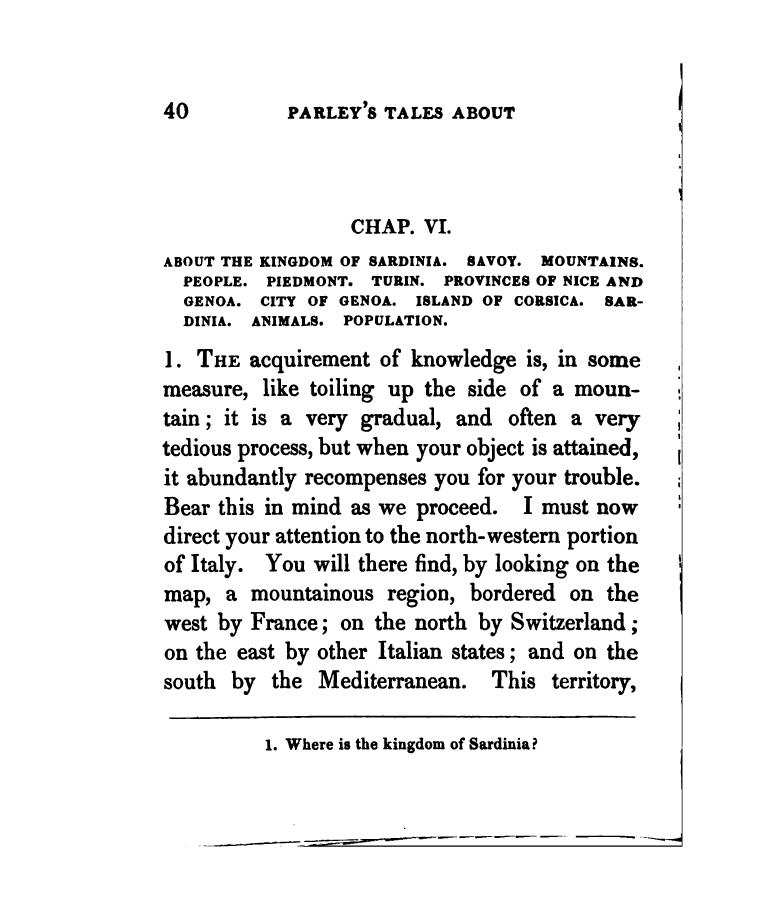 40 PARLEY'S TALES ABOUT
CHAP. VI.
ABOUT THE KINGDOM OF SARDINIA. SAVOY. MOUNTAINS.
PEOPLE. PIEDMONT. TURIN. PROVINCES OF NICE AND
GENOA. CITY OF GENOA. ISLAND OF CORSICA. SAR-
DINIA. ANIMALS. POPULATION.
1. THE acquirement of knowledge is, in some
measure, like toiling up the side of a moun-
tain; it is a very gradual, and often a very
tedious process, but when your object is attained,
it abundantly recompenses you for your trouble.
Bear this in mind as we proceed. I must now
direct your attention to the north-western portion
of Italy. You will there find, by looking on the
map, a mountainous region, bordered on the
west by France; on the north by Switzerland;
on the east by other Italian states; and on the
south by the Mediterranean. This territory,
1. Where is the kingdom of Sardinia?